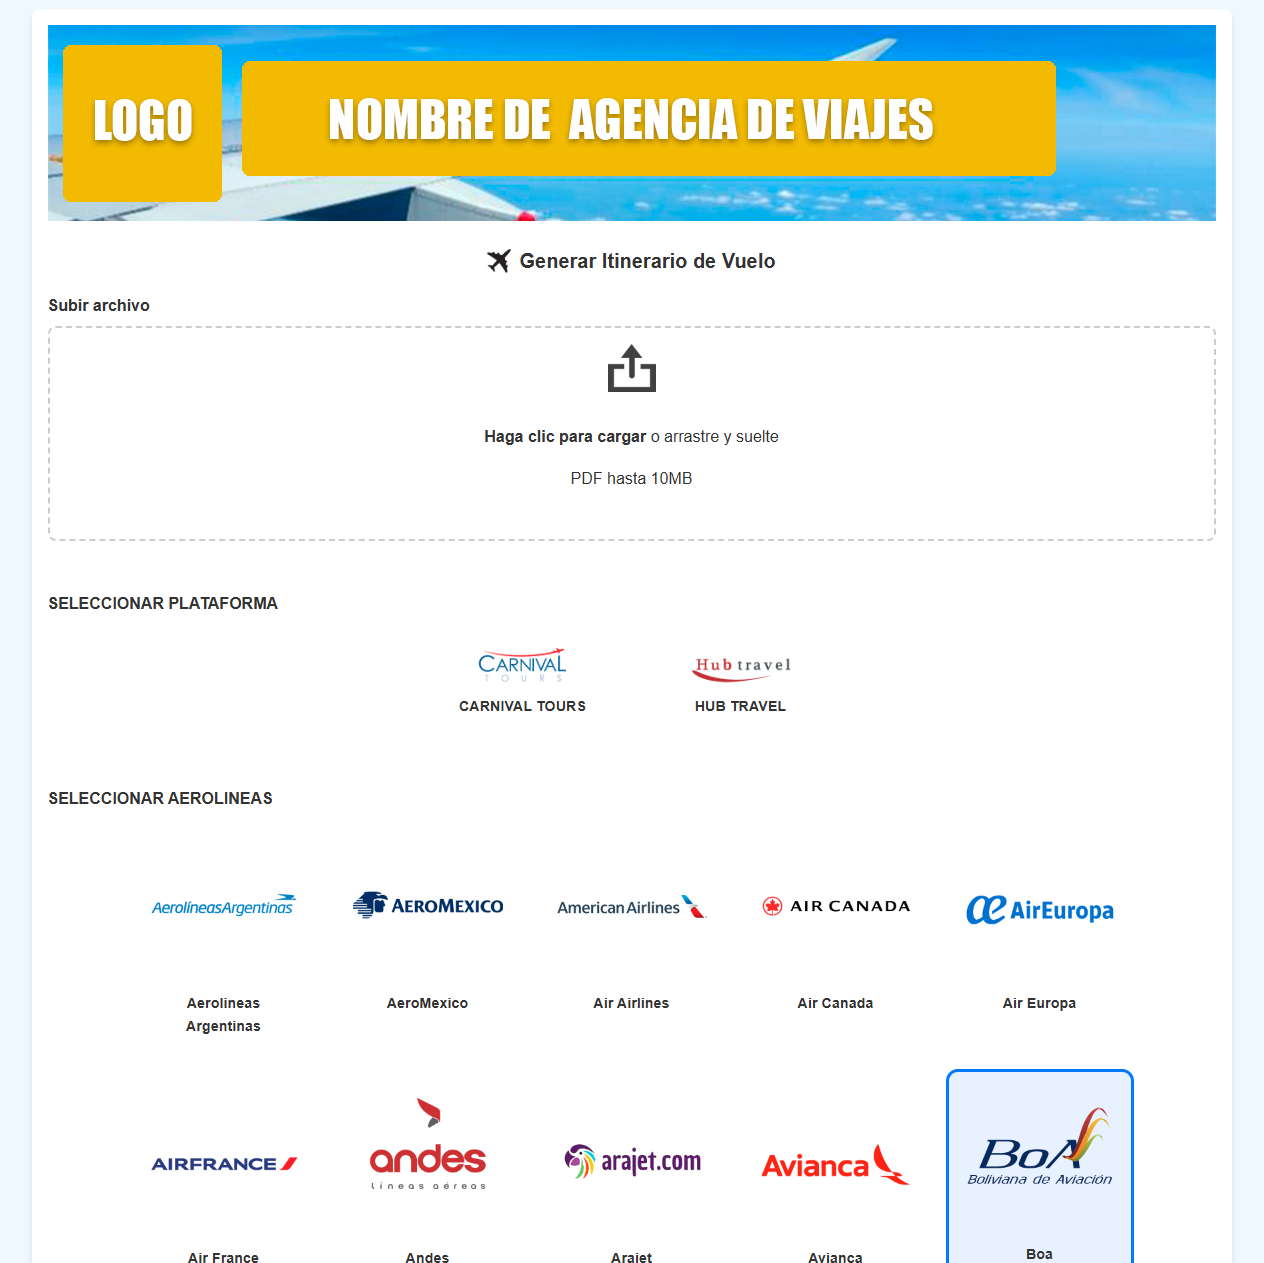 LOGO
NOMBRE DE AGENCIA DE VIAJES
Generar Itinerario de Vuelo
Subir archivo
Haga clic para cargar o arrastre y suelte
PDF hasta 10MB
SELECCIONAR PLATAFORMA
CARNIVAL
TOURS
Hub travel
CARNIVAL TOURS
HUB TRAVEL
SELECCIONAR AEROLINEAS
AerolíneasArgentinas
AEROMEXICO
American Airlines
AIR CANADA
AirEuropa
Aerolineas
Argentinas
AeroMexico
Air Airlines
Air Canada
Air Europa
AIRFRANCE
andes
líneas aéreas
arajet.com
Avianca
BoA
Boliviana de Aviación
Air France
Andes
Arajet
Avianca
Boa